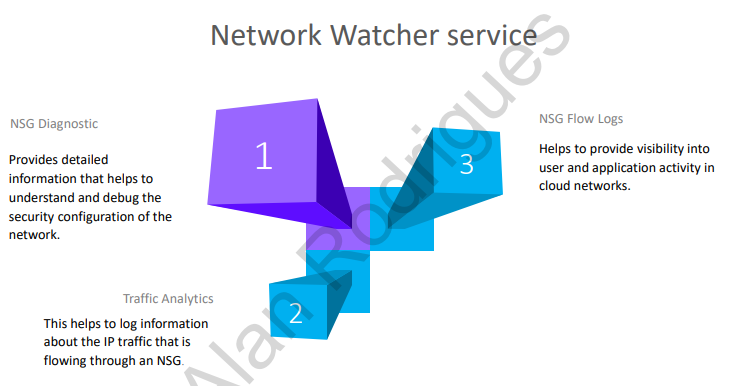 Network Watcher service
NSG Diagnostic
Provides detailed
information that helps to
understand and debug the
security configuration of the
network.
1
3
NSG Flow Logs
Helps to provide visibility into
user and application activity in
cloud networks.
Traffic Analytics
This helps to log information
about the IP traffic that is
flowing through an NSG.
2
Alan Rodrigues